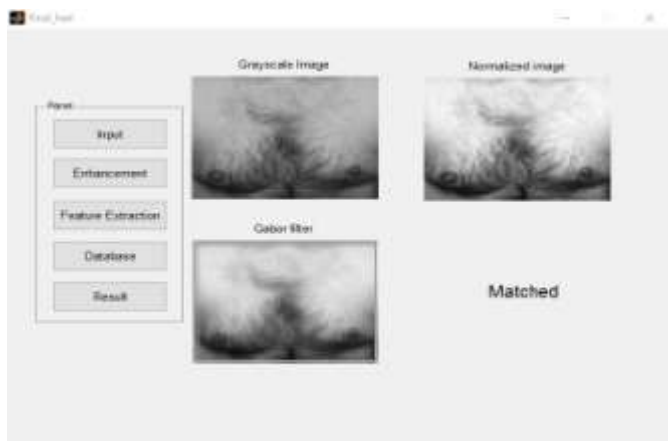 Grayscale Image
Normalized image
Panel
Input
Enhancement
Feature Extraction
Database
Result
Gabor filter
Matched